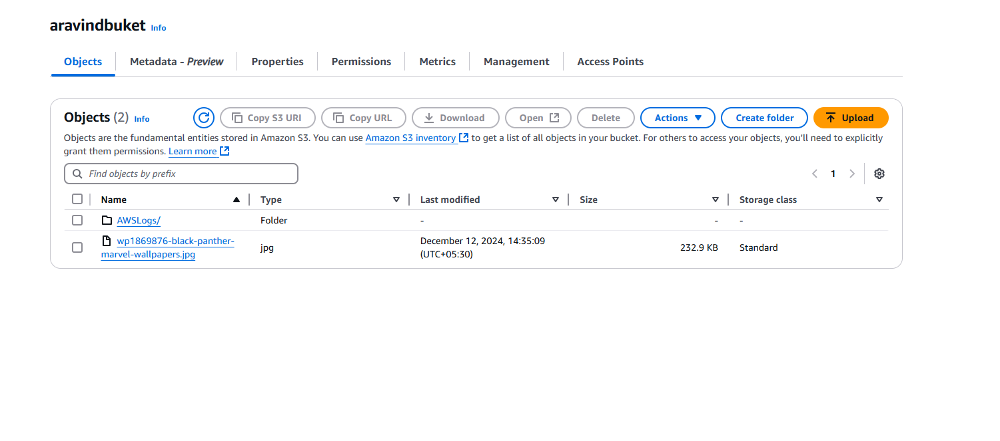 aravindbuket Info
Objects Metadata - Preview Properties Permissions Metrics Management Access Points
Objects (2) Info Copy S3 URI Copy URL Download Open Delete Actions Create folder Upload
Objects are the fundamental entities stored in Amazon S3. You can use Amazon S3 inventory to get a list of all objects in your bucket. For others to access your objects, you’ll need to explicitly
grant them permissions. Learn more
Find objects by prefix 1
Name Type Last modified Size Storage class
AWSLogs/ Folder - - -
wp1869876-black-panther- December 12, 2024, 14:35:09
jpg 232.9 KB Standard
marvel-wallpapers.jpg (UTC+05:30)